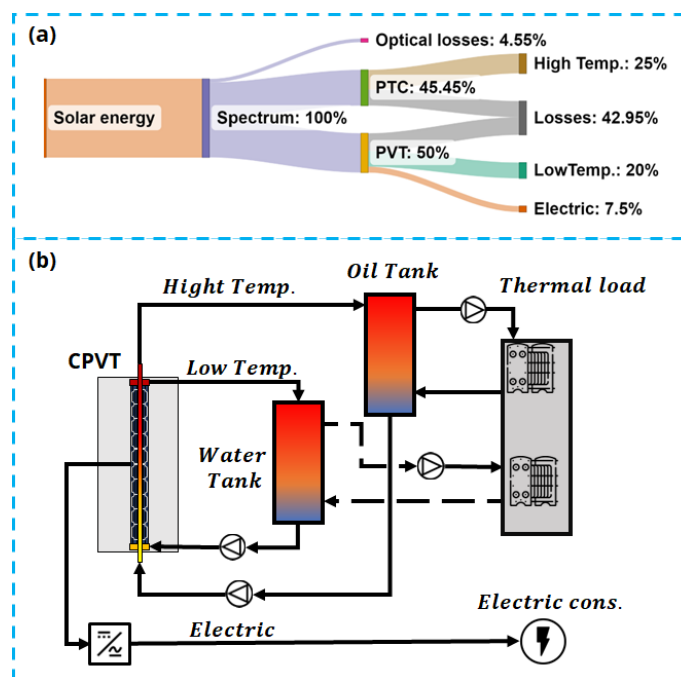 (a)
Optical losses: 4.55%
High Temp.: 25%
PTC: 45.45%
Solar energy
Spectrum: 100%
Losses: 42.95%
PVT: 50%
LowTemp.: 20%
Electric: 7.5%
(b)
Oil Tank
Hight Temp.
Thermal load
CPVT
Low Temp.
Water
Tank
Electric cons.
Electric